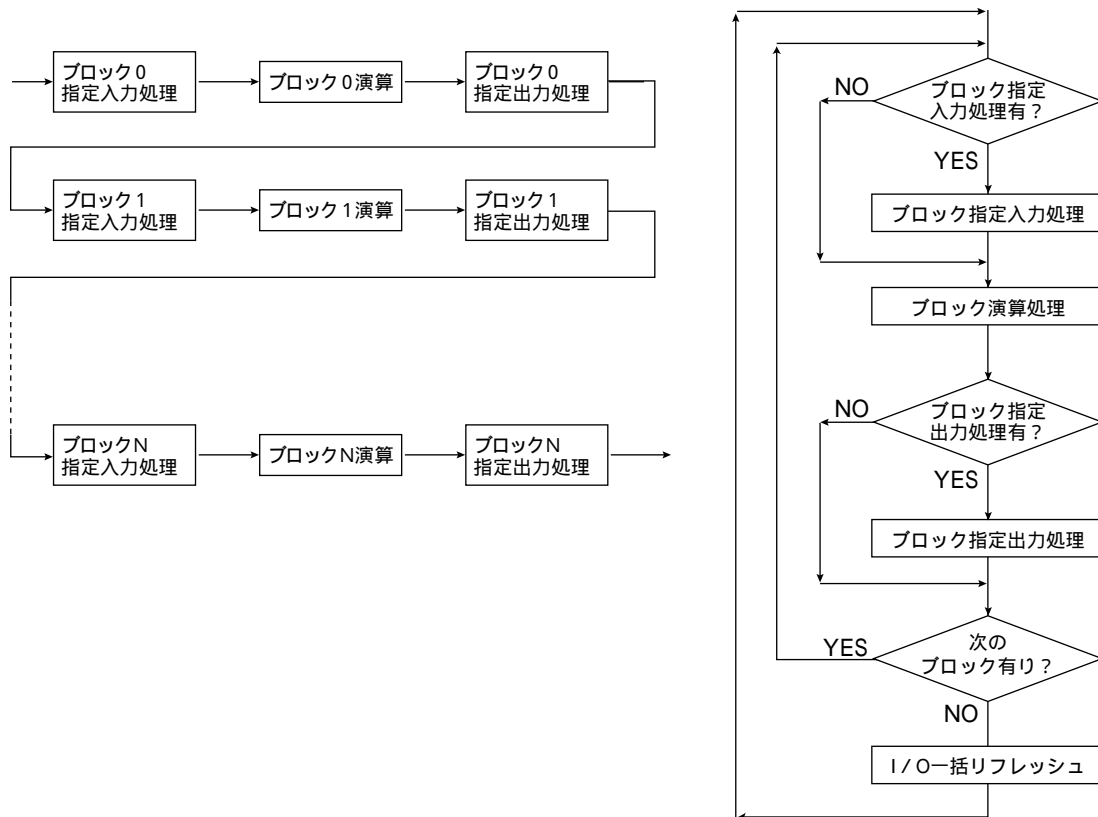 ブロック0
指定入力処理
ブロック0演算
ブロック0
指定出力処理
ブロック1
指定入力処理
ブロック1演算
ブロック1
指定出力処理
ブロックN
指定入力処理
ブロックN演算
ブロックN
指定出力処理
ブロック指定
入力処理有?
NO
YES
ブロック指定入力処理
ブロック演算処理
ブロック指定
出力処理有?
NO
YES
ブロック指定出力処理
次の
ブロック有り?
YES
NO
I/O一括リフレッシュ